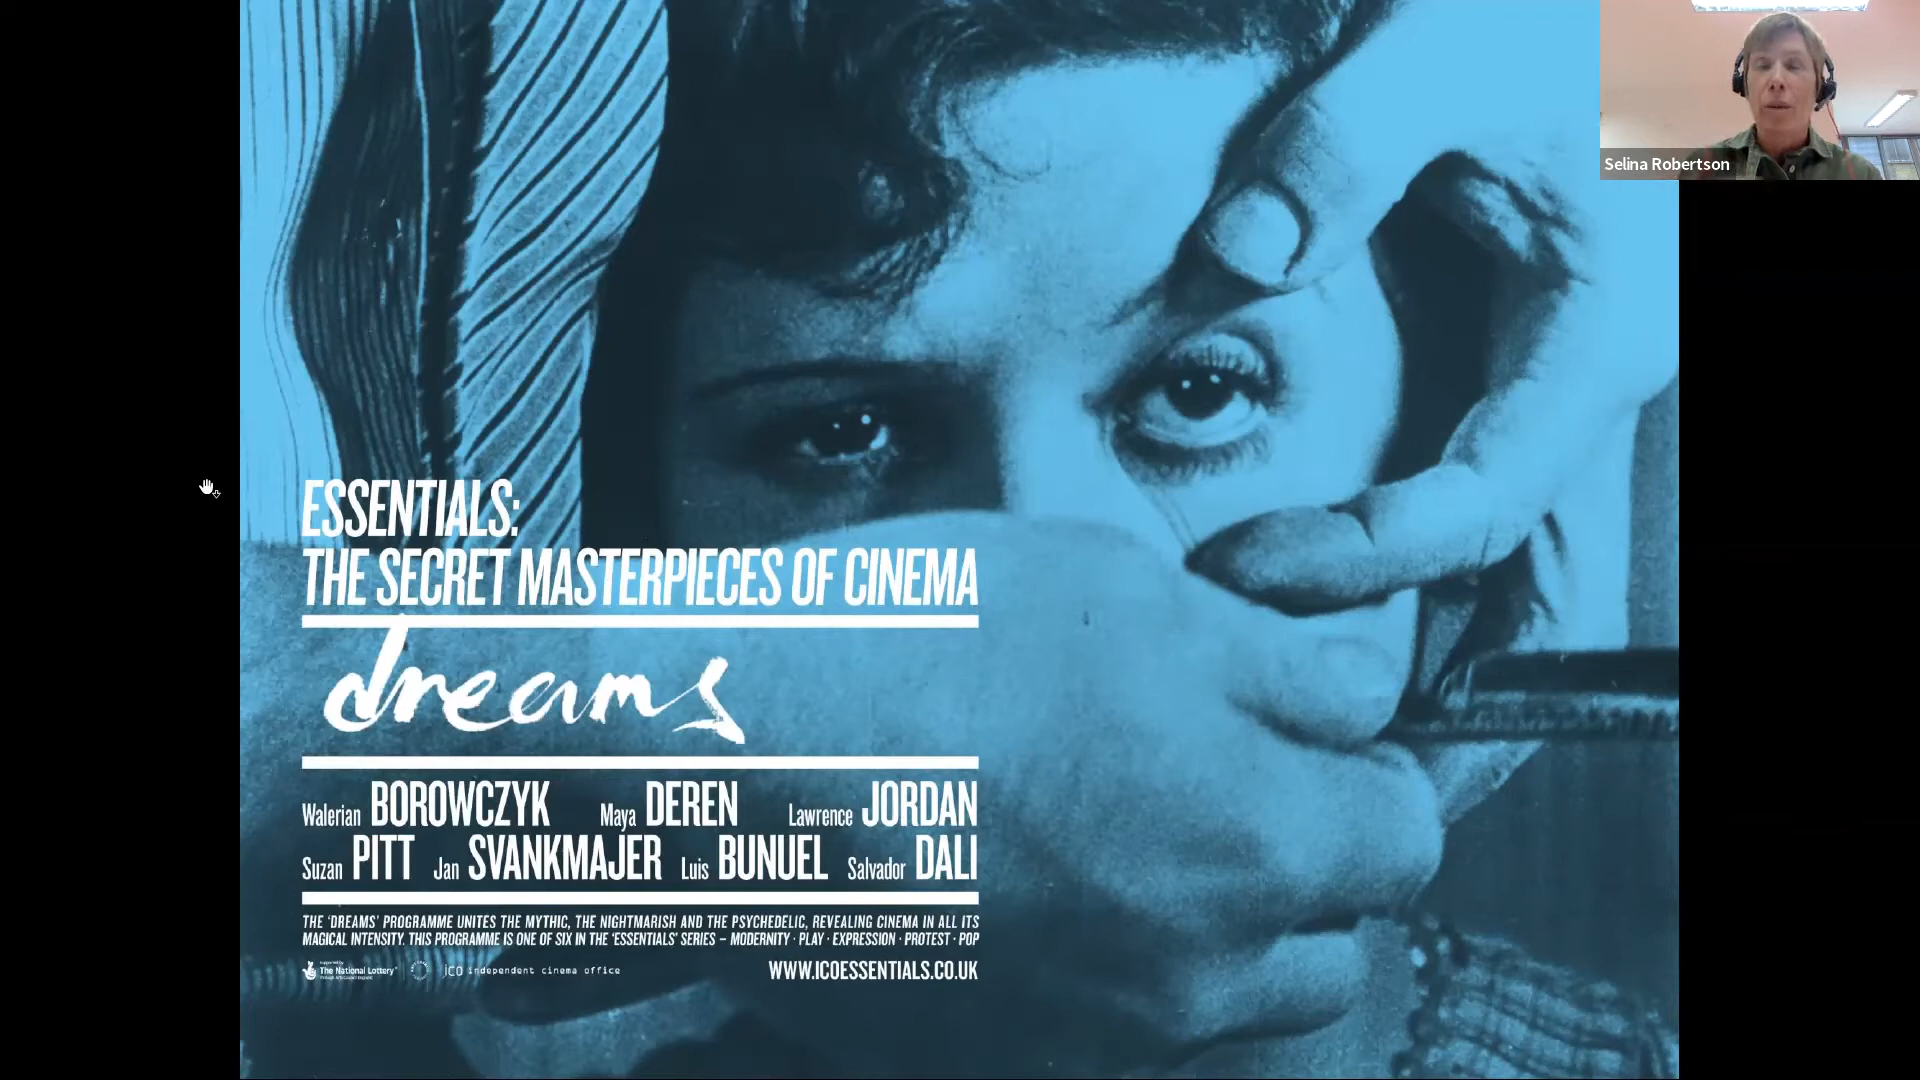 Selina Robertson
ESSENTIALS:
THE SECRET MASTERPIECES OF CINEMA
dreams
Walerian BOROWCZYK Maya DEREN Lawrence JORDAN
Suzan PITT Jan SVANKMAJER Luis BUNUEL Salvador DALI
THE 'DREAMS' PROGRAMME UNITES THE MYTHIC, THE NIGHTMARISH AND THE PSYCHEDELIC, REVEALING CINEMA IN ALL ITS
MAGICAL INTENSITY. THIS PROGRAMME IS ONE OF SIX IN THE 'ESSENTIALS' SERIES – MODERNITY · PLAY · EXPRESSION · PROTEST · POP
supported by
The National Lottery®
ico independent cinema office
WWW.ICOESSENTIALS.CO.UK